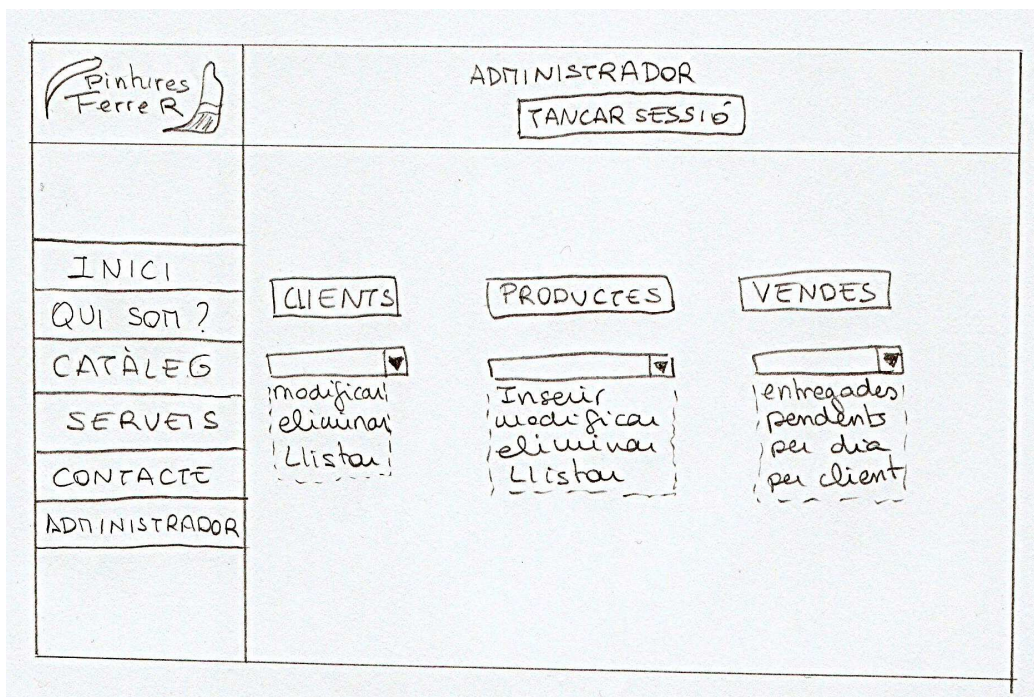 Pintures
FerreR
ADMINISTRADOR
TANCAR SESSIÓ
INICI
QUI SOM?
CATÀLEG
SERVEIS
CONTACTE
ADMINISTRADOR
CLIENTS
modificar
eliminar
Llistar
PRODUCTES
Inserir
modificar
eliminar
Llistar
VENDES
entregades
pendents
per dia
per client